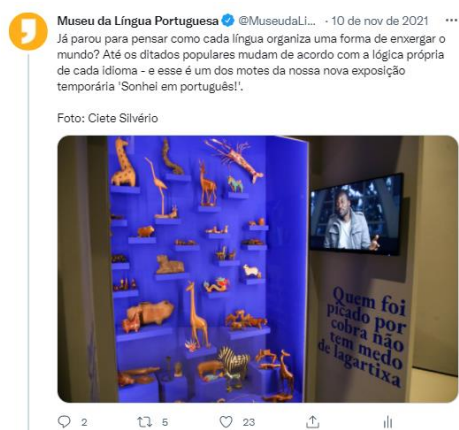 Museu da Língua Portuguesa @MuseudaLi... · 10 de nov de 2021
Já parou para pensar como cada língua organiza uma forma de enxergar o
mundo? Até os ditados populares mudam de acordo com a lógica própria
de cada idioma - e esse é um dos motes da nossa nova exposição
temporária 'Sonhei em português!'.
Foto: Ciete Silvério
Quem foi
picado por
cobra não
tem medo
de lagartixa
2 5 23